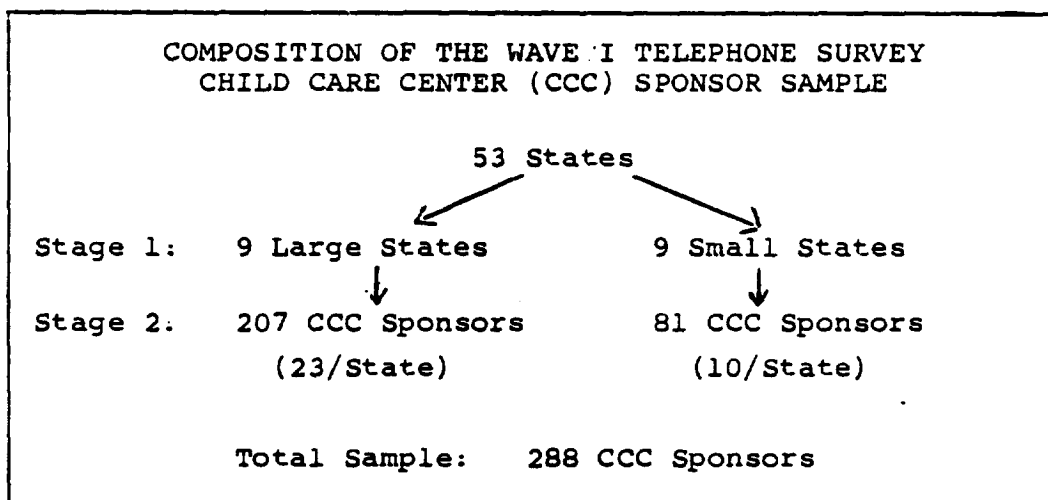 COMPOSITION OF THE WAVE I TELEPHONE SURVEY
CHILD CARE CENTER (CCC) SPONSOR SAMPLE
53 States
Stage 1: 9 Large States 9 Small States
Stage 2: 207 CCC Sponsors 81 CCC Sponsors
(23/State) (10/State)
Total Sample: 288 CCC Sponsors